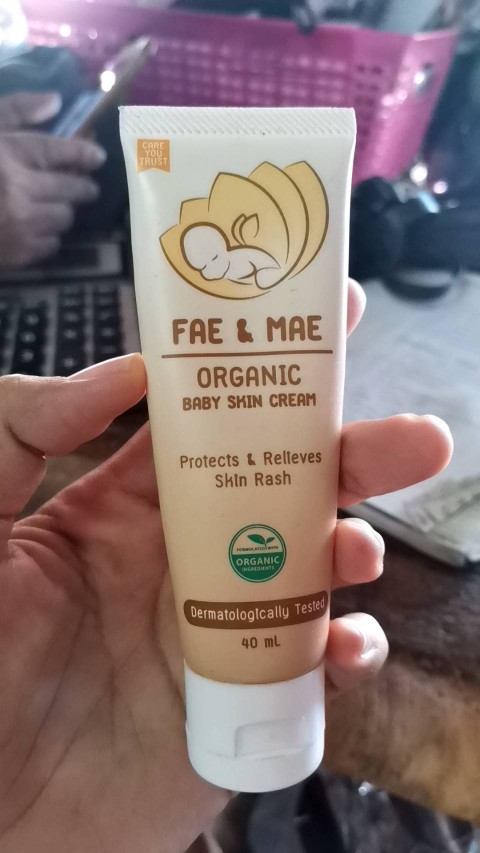 CARE
YOU
TRUST
FAE & MAE
ORGANIC
BABY SKIN CREAM
Protects & Relieves
Skin Rash
FORMULATED WITH
ORGANIC
INGREDIENTS
Dermatologically Tested
40 mL